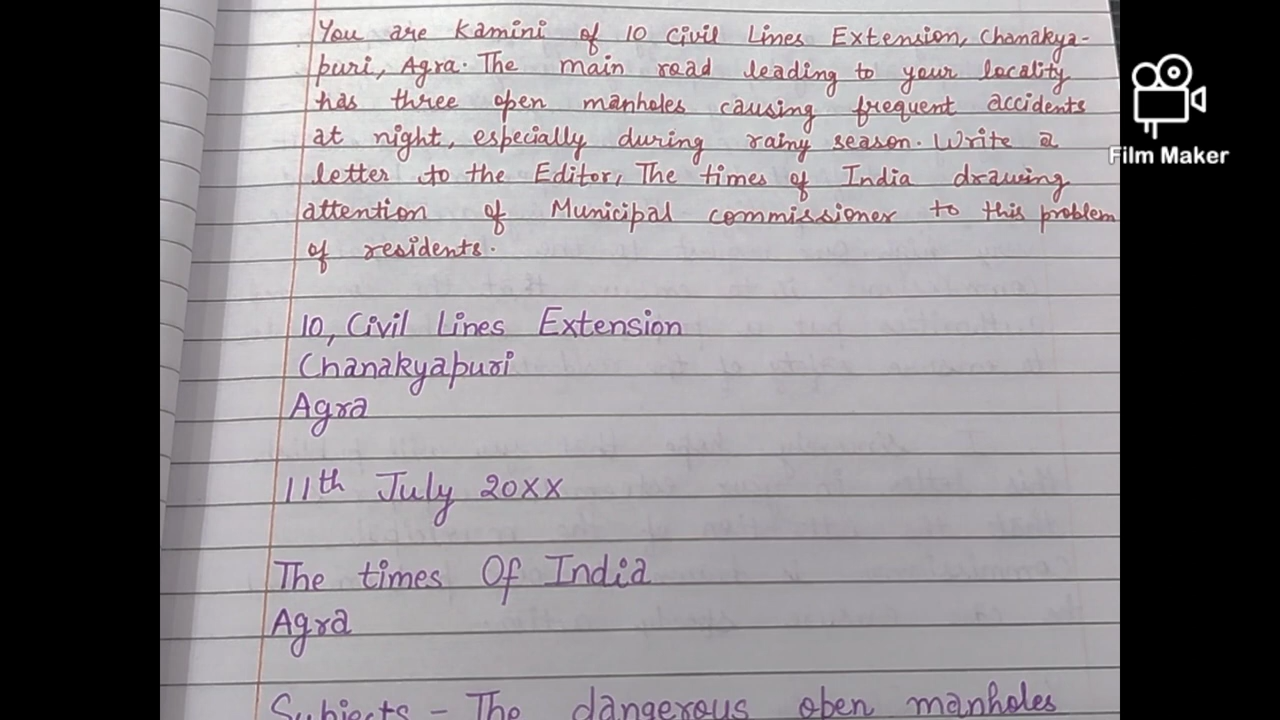 You are Kamini of 10 Civil Lines Extension, Chanakya-
puri, Agra. The main road leading to your locality
has three open manholes causing frequent accidents
at night, especially during rainy season. Write a
letter to the Editor, The times of India drawing
attention of Municipal commissioner to this problem
of residents.
10, Civil Lines Extension
Chanakyapuri
Agra
11th July 20XX
The times Of India
Agra
Subjects - The dangerous open manholes
Film Maker